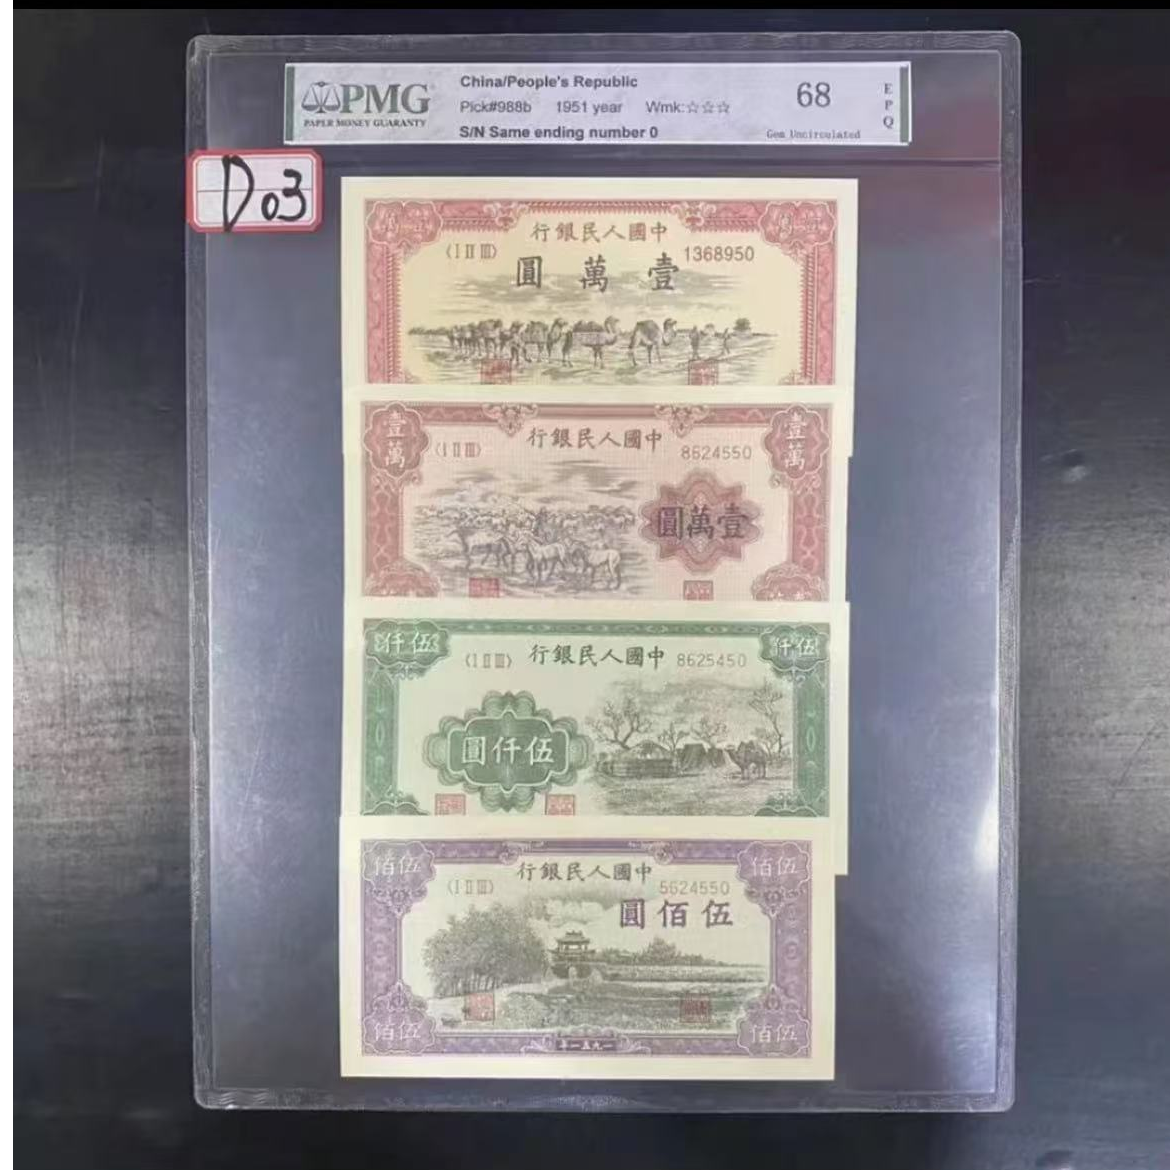 PMG
PAPER MONEY GUARANTY
China/People's Republic
Pick#988b 1951 year Wmk:☆☆☆
S/N Same ending number 0
68
Gem Uncirculated
E
P
Q
D03
行銀民人國中
(I II III)
1368950
圓萬壹
壹萬
壹萬
行銀民人國中
(I II III)
8624550
圓萬壹
仟伍
仟伍
(I II III)
行銀民人國中
8625450
圓仟伍
佰伍
佰伍
行銀民人國中
(I II III)
5624550
圓佰伍
佰伍
佰伍
年一五九一